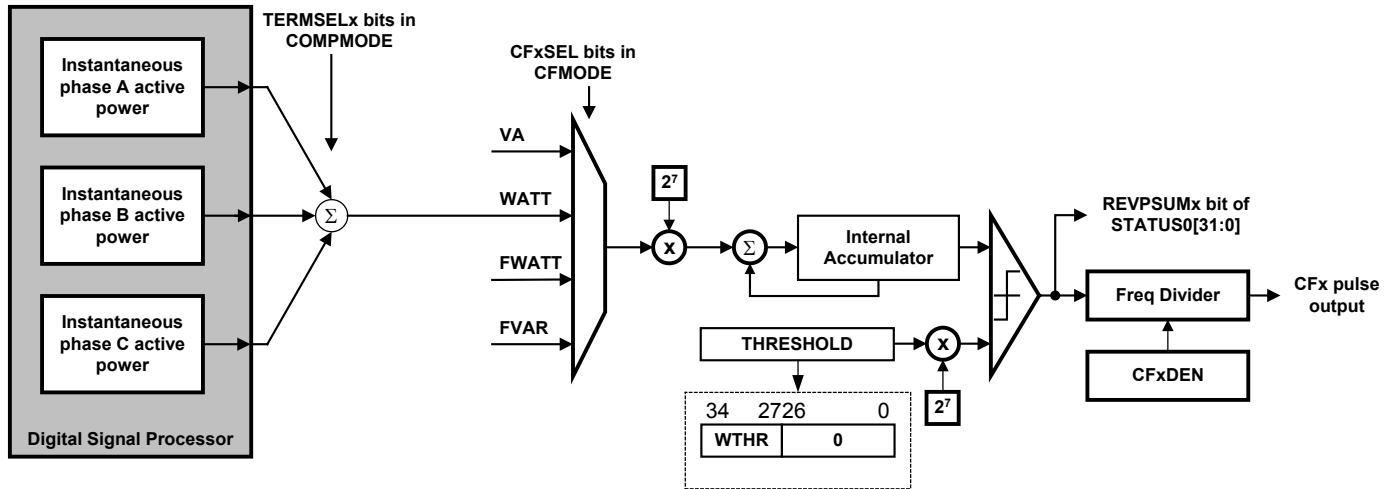 TERMSELx bits in
COMPMODE
Instantaneous
phase A active
power
Instantaneous
phase B active
power
Instantaneous
phase C active
power
Digital Signal Processor
Σ
CFxSEL bits in
CFMODE
VA
WATT
FWATT
FVAR
2⁷
x
Σ
Internal
Accumulator
THRESHOLD
x
2⁷
34 2726 0
WTHR 0
REVPSUMx bit of
STATUS0[31:0]
Freq Divider
CFx pulse
output
CFxDEN